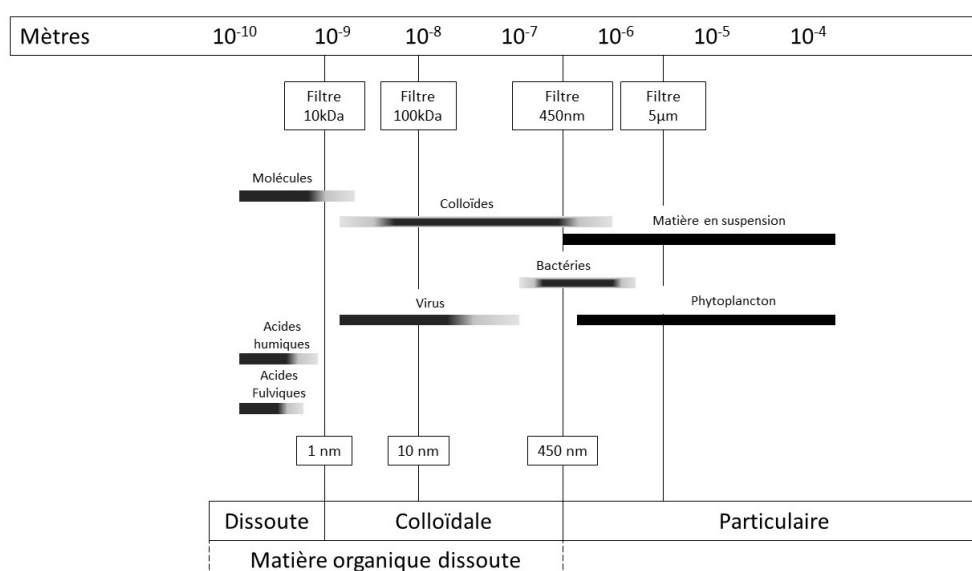 Mètres 10⁻¹⁰ 10⁻⁹ 10⁻⁸ 10⁻⁷ 10⁻⁶ 10⁻⁵ 10⁻⁴
Filtre
10kDa
Filtre
100kDa
Filtre
450nm
Filtre
5µm
Molécules
Colloïdes
Matière en suspension
Bactéries
Virus
Phytoplancton
Acides
humiques
Acides
Fulviques
1 nm
10 nm
450 nm
Dissoute
Colloïdale
Particulaire
Matière organique dissoute